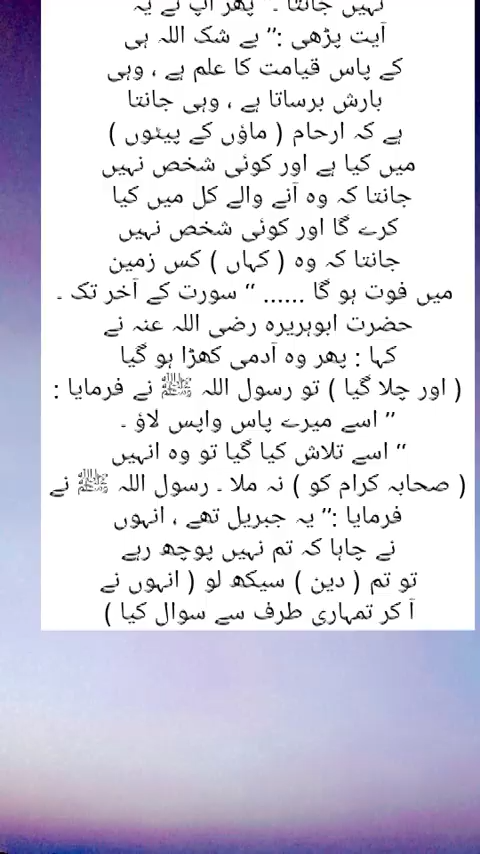 نہیں جانتا ۔ ’’ پھر آپ نے یہ
آیت پڑھی :’’ بے شک اللہ ہی
کے پاس قیامت کا علم ہے ، وہی
بارش برساتا ہے ، وہی جانتا
ہے کہ ارحام ( ماؤں کے پیٹوں )
میں کیا ہے اور کوئی شخص نہیں
جانتا کہ وہ آنے والے کل میں کیا
کرے گا اور کوئی شخص نہیں
جانتا کہ وہ ( کہاں ) کس زمین
میں فوت ہو گا ...... ‘‘ سورت کے آخر تک ۔
حضرت ابوہریرہ رضی اللہ عنہ نے
کہا : پھر وہ آدمی کھڑا ہو گیا
( اور چلا گیا ) تو رسول اللہ ﷺ نے فرمایا :
’’ اسے میرے پاس واپس لاؤ ۔
‘‘ اسے تلاش کیا گیا تو وہ انہیں
( صحابہ کرام کو ) نہ ملا ۔ رسول اللہ ﷺ نے
فرمایا :’’ یہ جبریل تھے ، انہوں
نے چاہا کہ تم نہیں پوچھ رہے
تو تم ( دین ) سیکھ لو ( انہوں نے
آ کر تمہاری طرف سے سوال کیا )